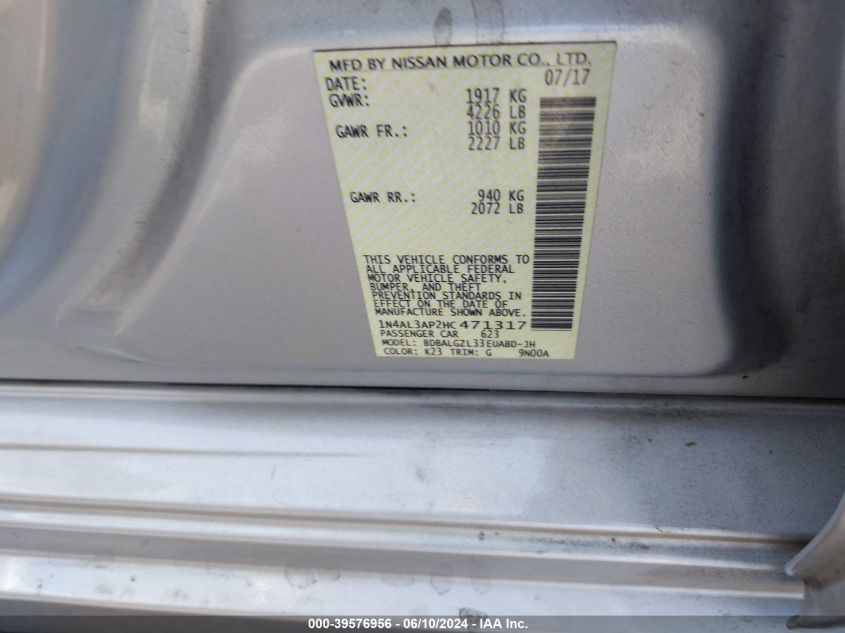 MFD BY NISSAN MOTOR CO., LTD.
DATE: 07/17
GVWR: 1917 KG
4226 LB
GAWR FR.: 1010 KG
2227 LB
GAWR RR.: 940 KG
2072 LB
THIS VEHICLE CONFORMS TO
ALL APPLICABLE FEDERAL
MOTOR VEHICLE SAFETY,
BUMPER, AND THEFT
PREVENTION STANDARDS IN
EFFECT ON THE DATE OF
MANUFACTURE SHOWN ABOVE.
1N4AL3AP2HC471317
PASSENGER CAR 623
MODEL: BDBALGZL33EUABD-JH
COLOR: K23 TRIM: G 9N00A
000-39576956 - 06/10/2024 - IAA Inc.